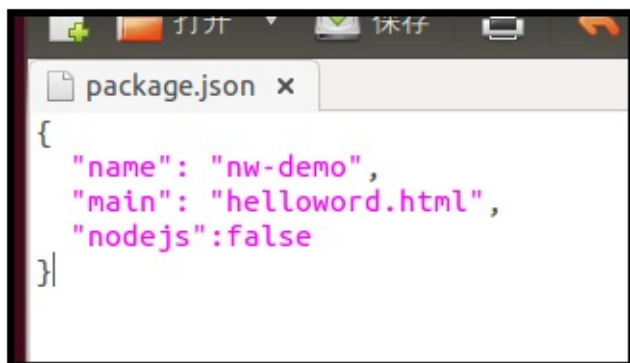 打开 保存
package.json ×
{
"name": "nw-demo",
"main": "helloword.html",
"nodejs":false
}